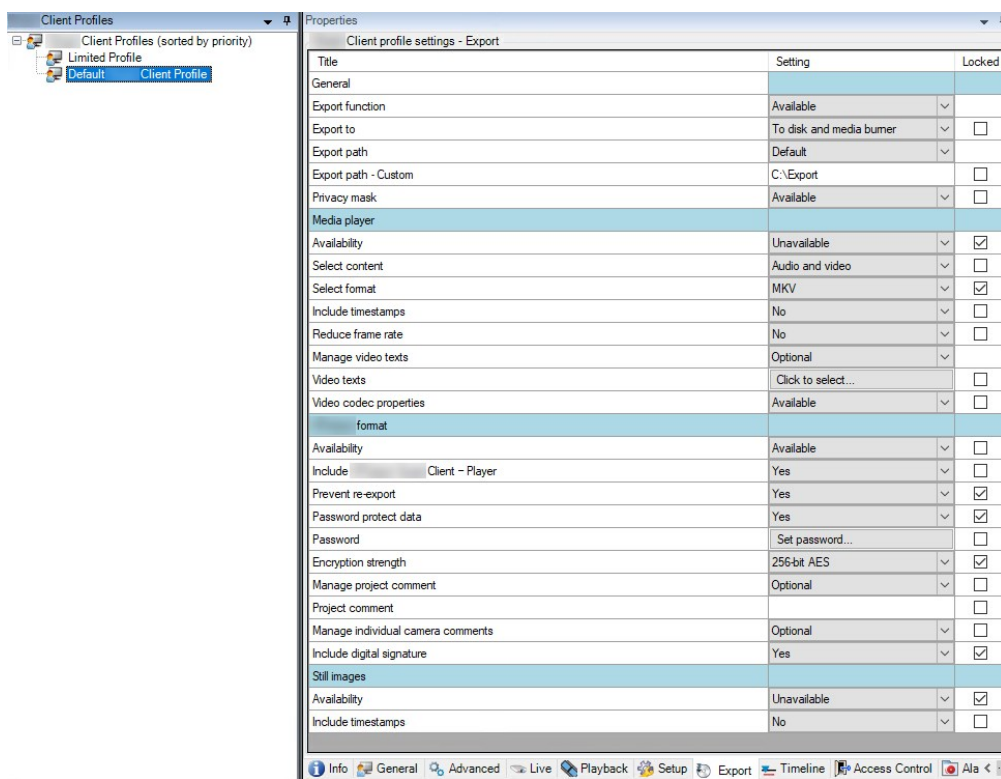 Client Profiles
Client Profiles (sorted by priority)
Limited Profile
Default Client Profile
Properties
Client profile settings - Export
Title Setting Locked
General
Export function Available
Export to To disk and media burner
Export path Default
Export path - Custom C:\Export
Privacy mask Available
Media player
Availability Unavailable
Select content Audio and video
Select format MKV
Include timestamps No
Reduce frame rate No
Manage video texts Optional
Video texts Click to select...
Video codec properties Available
format
Availability Available
Include Client – Player Yes
Prevent re-export Yes
Password protect data Yes
Password Set password...
Encryption strength 256-bit AES
Manage project comment Optional
Project comment
Manage individual camera comments Optional
Include digital signature Yes
Still images
Availability Unavailable
Include timestamps No
Info General Advanced Live Playback Setup Export Timeline Access Control Ala